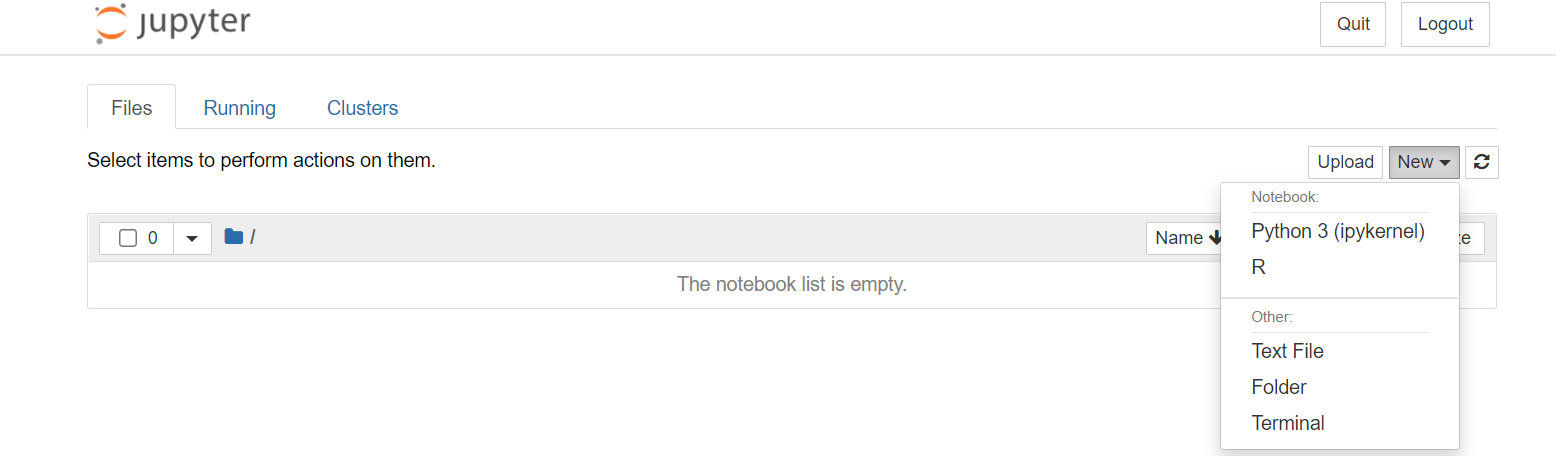 jupyter
Quit Logout
Files Running Clusters
Select items to perform actions on them.
Upload New
0 / Name ze
The notebook list is empty.
Notebook:
Python 3 (ipykernel)
R
Other:
Text File
Folder
Terminal